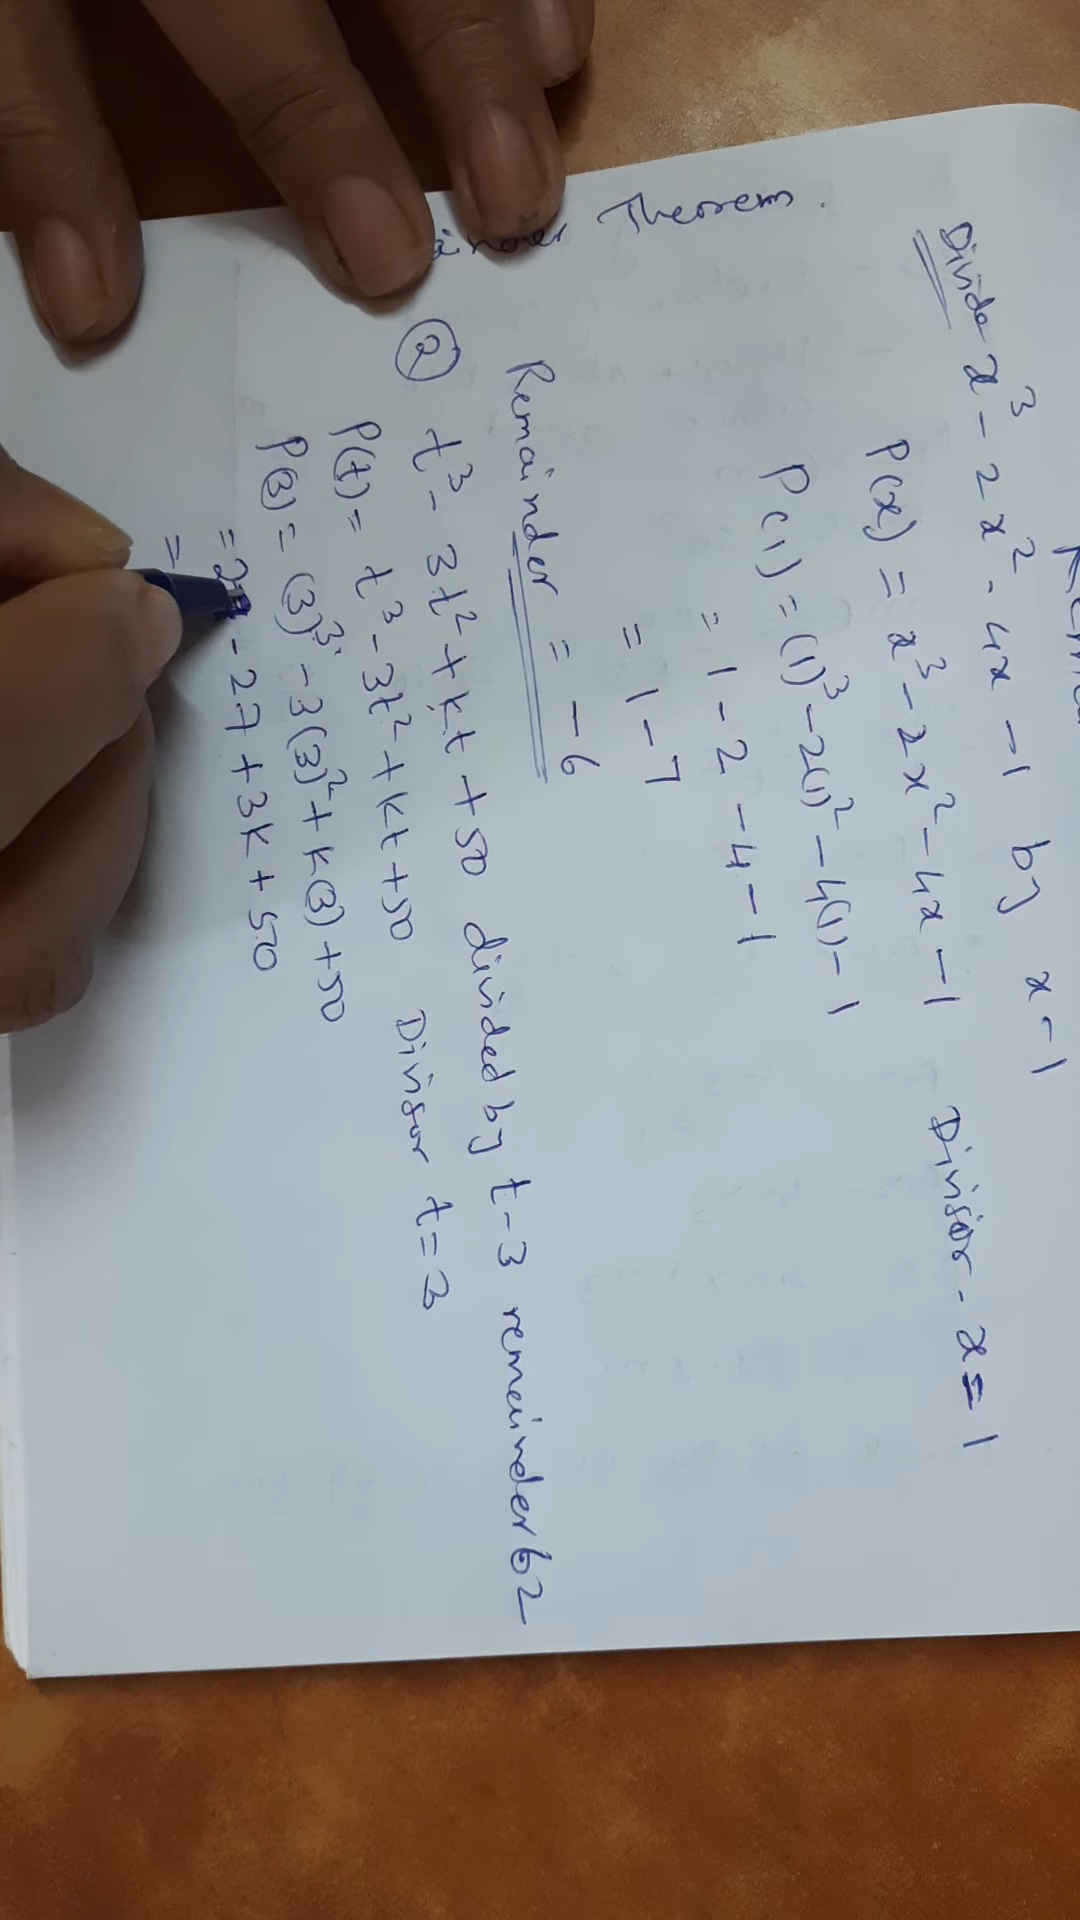 Theorem.
Divide x³ - 2x² - 4x - 1 by x - 1
P(x) = x³ - 2x² - 4x - 1 Divisor - x = 1
P(1) = (1)³ - 2(1)² - 4(1) - 1
= 1 - 2 - 4 - 1
= 1 - 7
Remainder = - 6
② t³ - 3t² + kt + 50 divided by t - 3 remainder 62
P(t) = t³ - 3t² + kt + 50 Divisor t = 3
P(3) = (3)³ - 3(3)² + k(3) + 50
= - 27 + 3k + 50
=